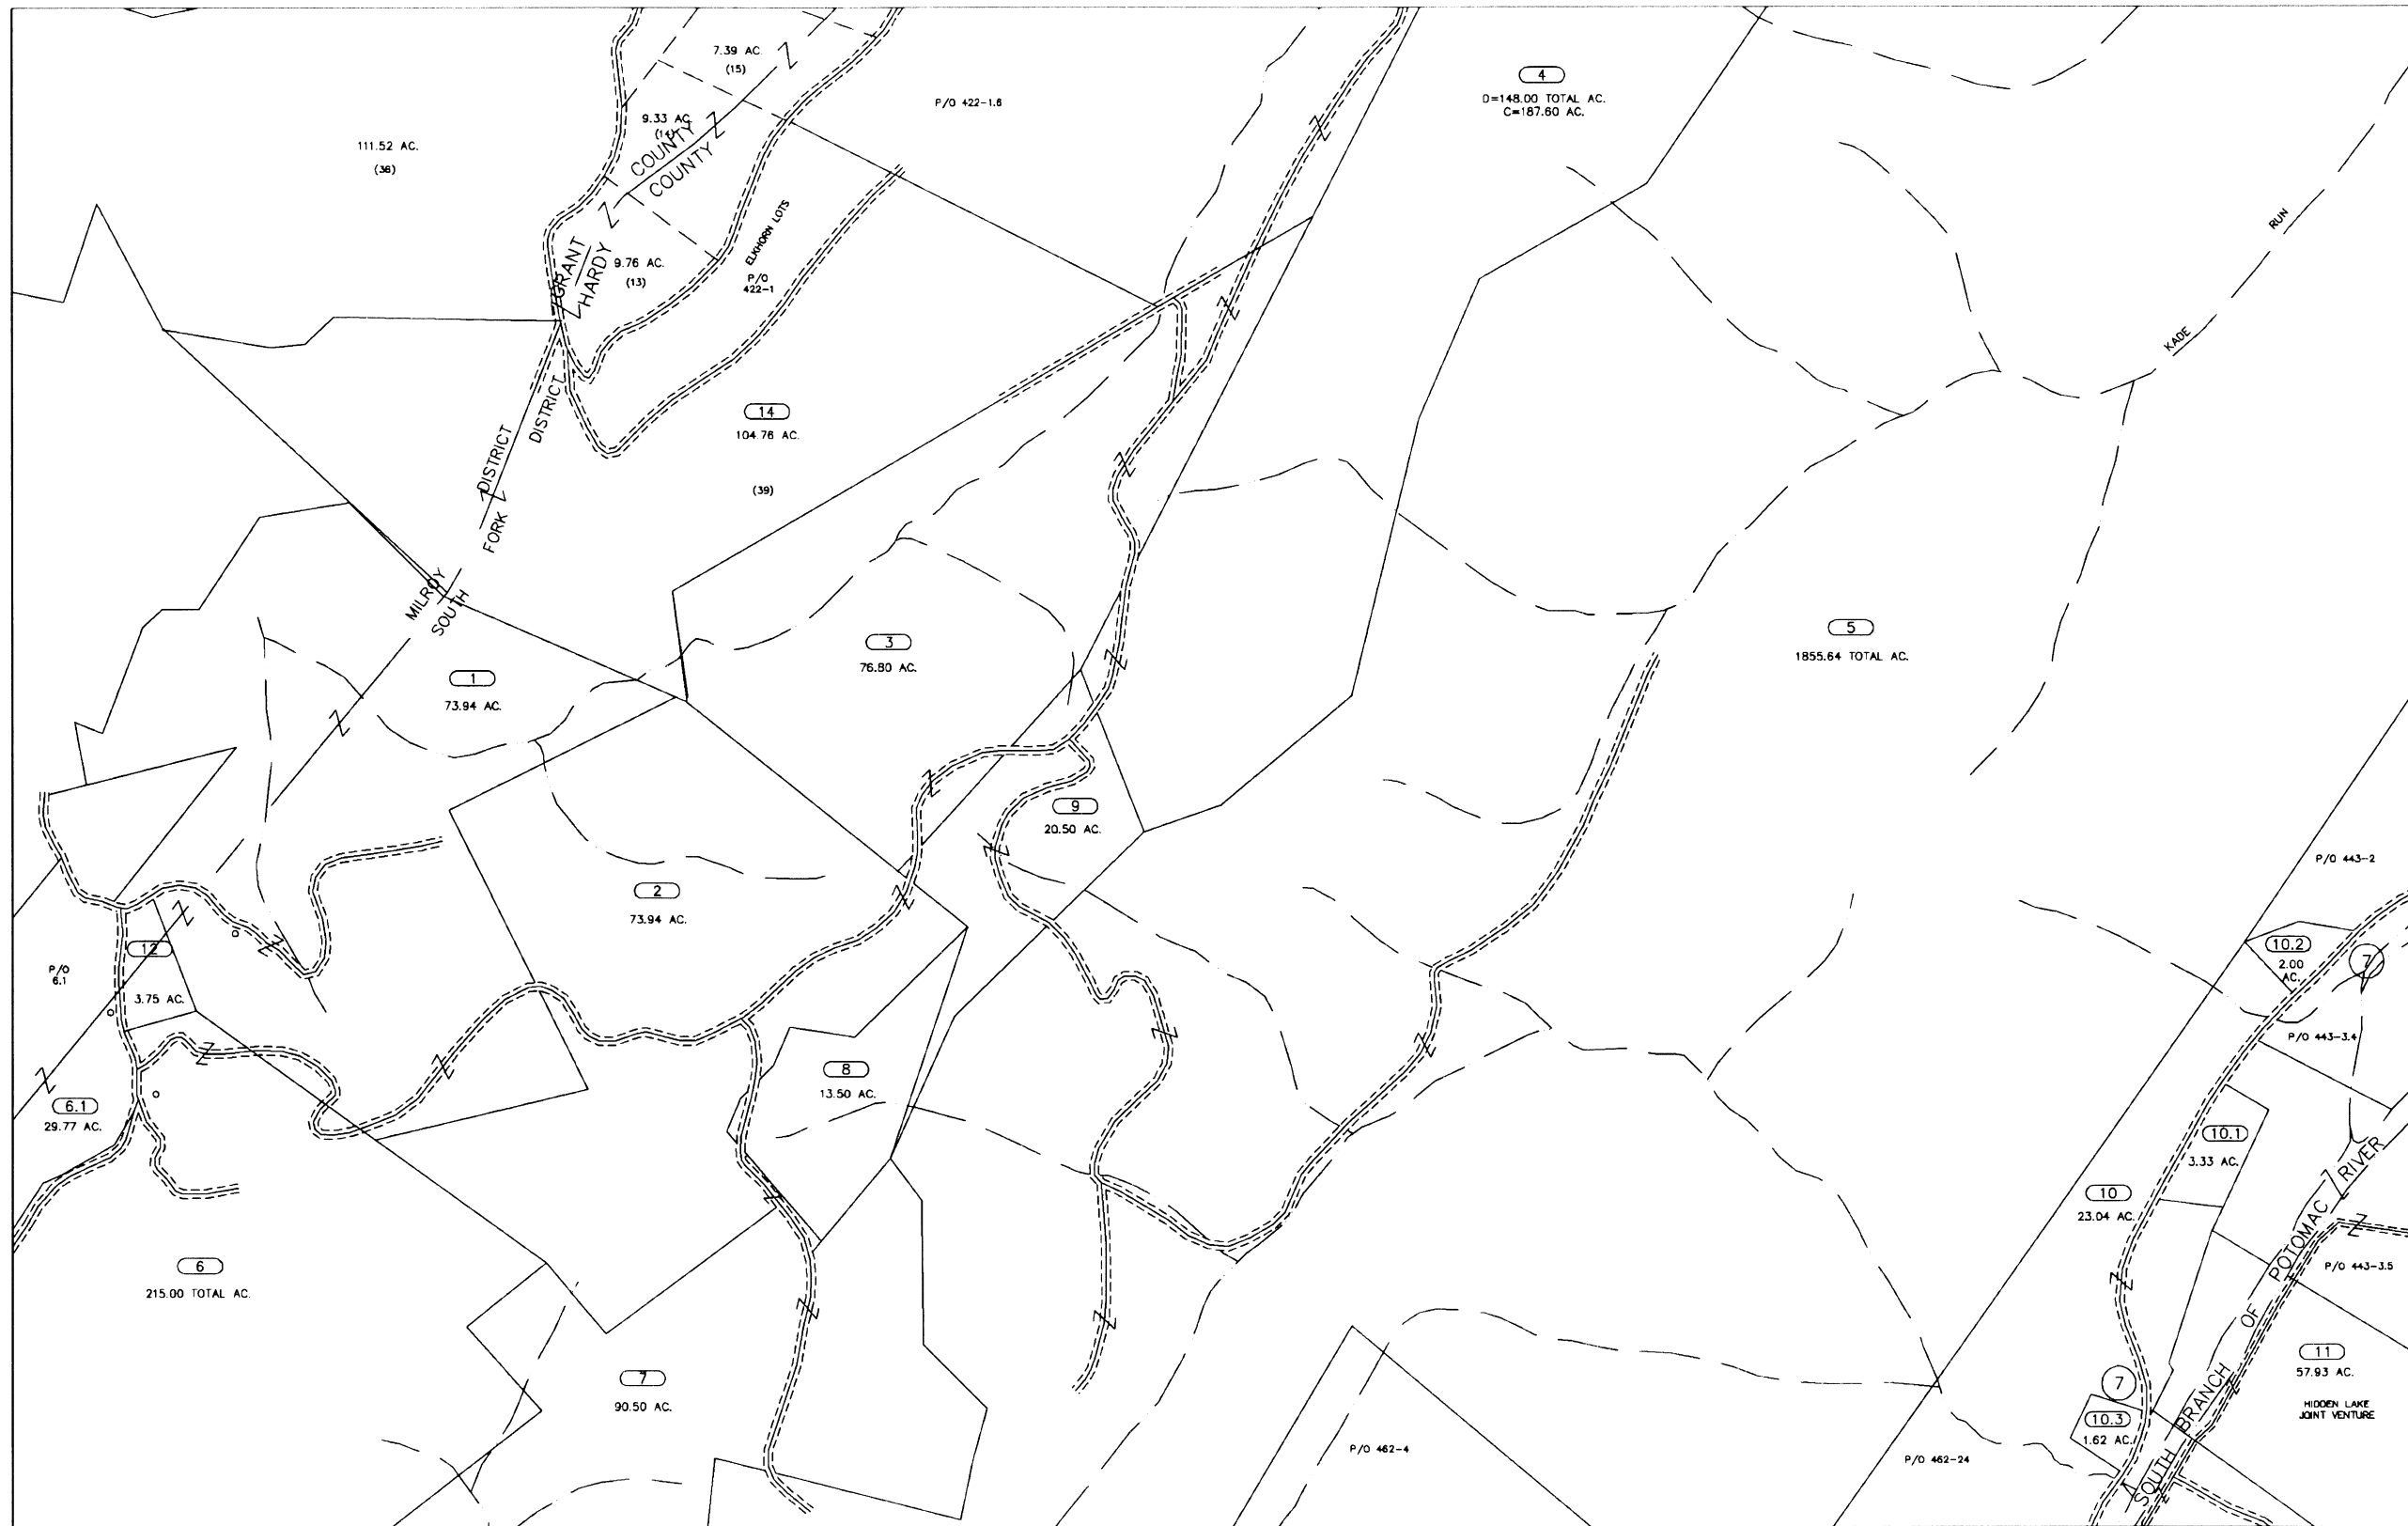 7.39 AC.
(15)
P/O 422-1.6
4
D=148.00 TOTAL AC.
C=187.60 AC.
9.33 AC.
(14)
COUNTY
COUNTY
111.52 AC.
(38)
GRANT
HARDY
9.76 AC.
(13)
ELKHORN LOTS
P/O
422-1
KADE
RUN
14
104.76 AC.
(39)
MILROY DISTRICT
SOUTH FORK DISTRICT
1
73.94 AC.
3
76.80 AC.
5
1855.64 TOTAL AC.
9
20.50 AC.
P/O 443-2
2
73.94 AC.
12
3.75 AC.
P/O
6.1
10.2
2.00
AC.
7
P/O 443-3.4
6.1
29.77 AC.
8
13.50 AC.
10.1
3.33 AC.
10
23.04 AC.
SOUTH BRANCH OF POTOMAC RIVER
P/O 443-3.5
6
215.00 TOTAL AC.
7
90.50 AC.
7
11
57.93 AC.
HIDDEN LAKE
JOINT VENTURE
10.3
1.62 AC.
P/O 462-4
P/O 462-24